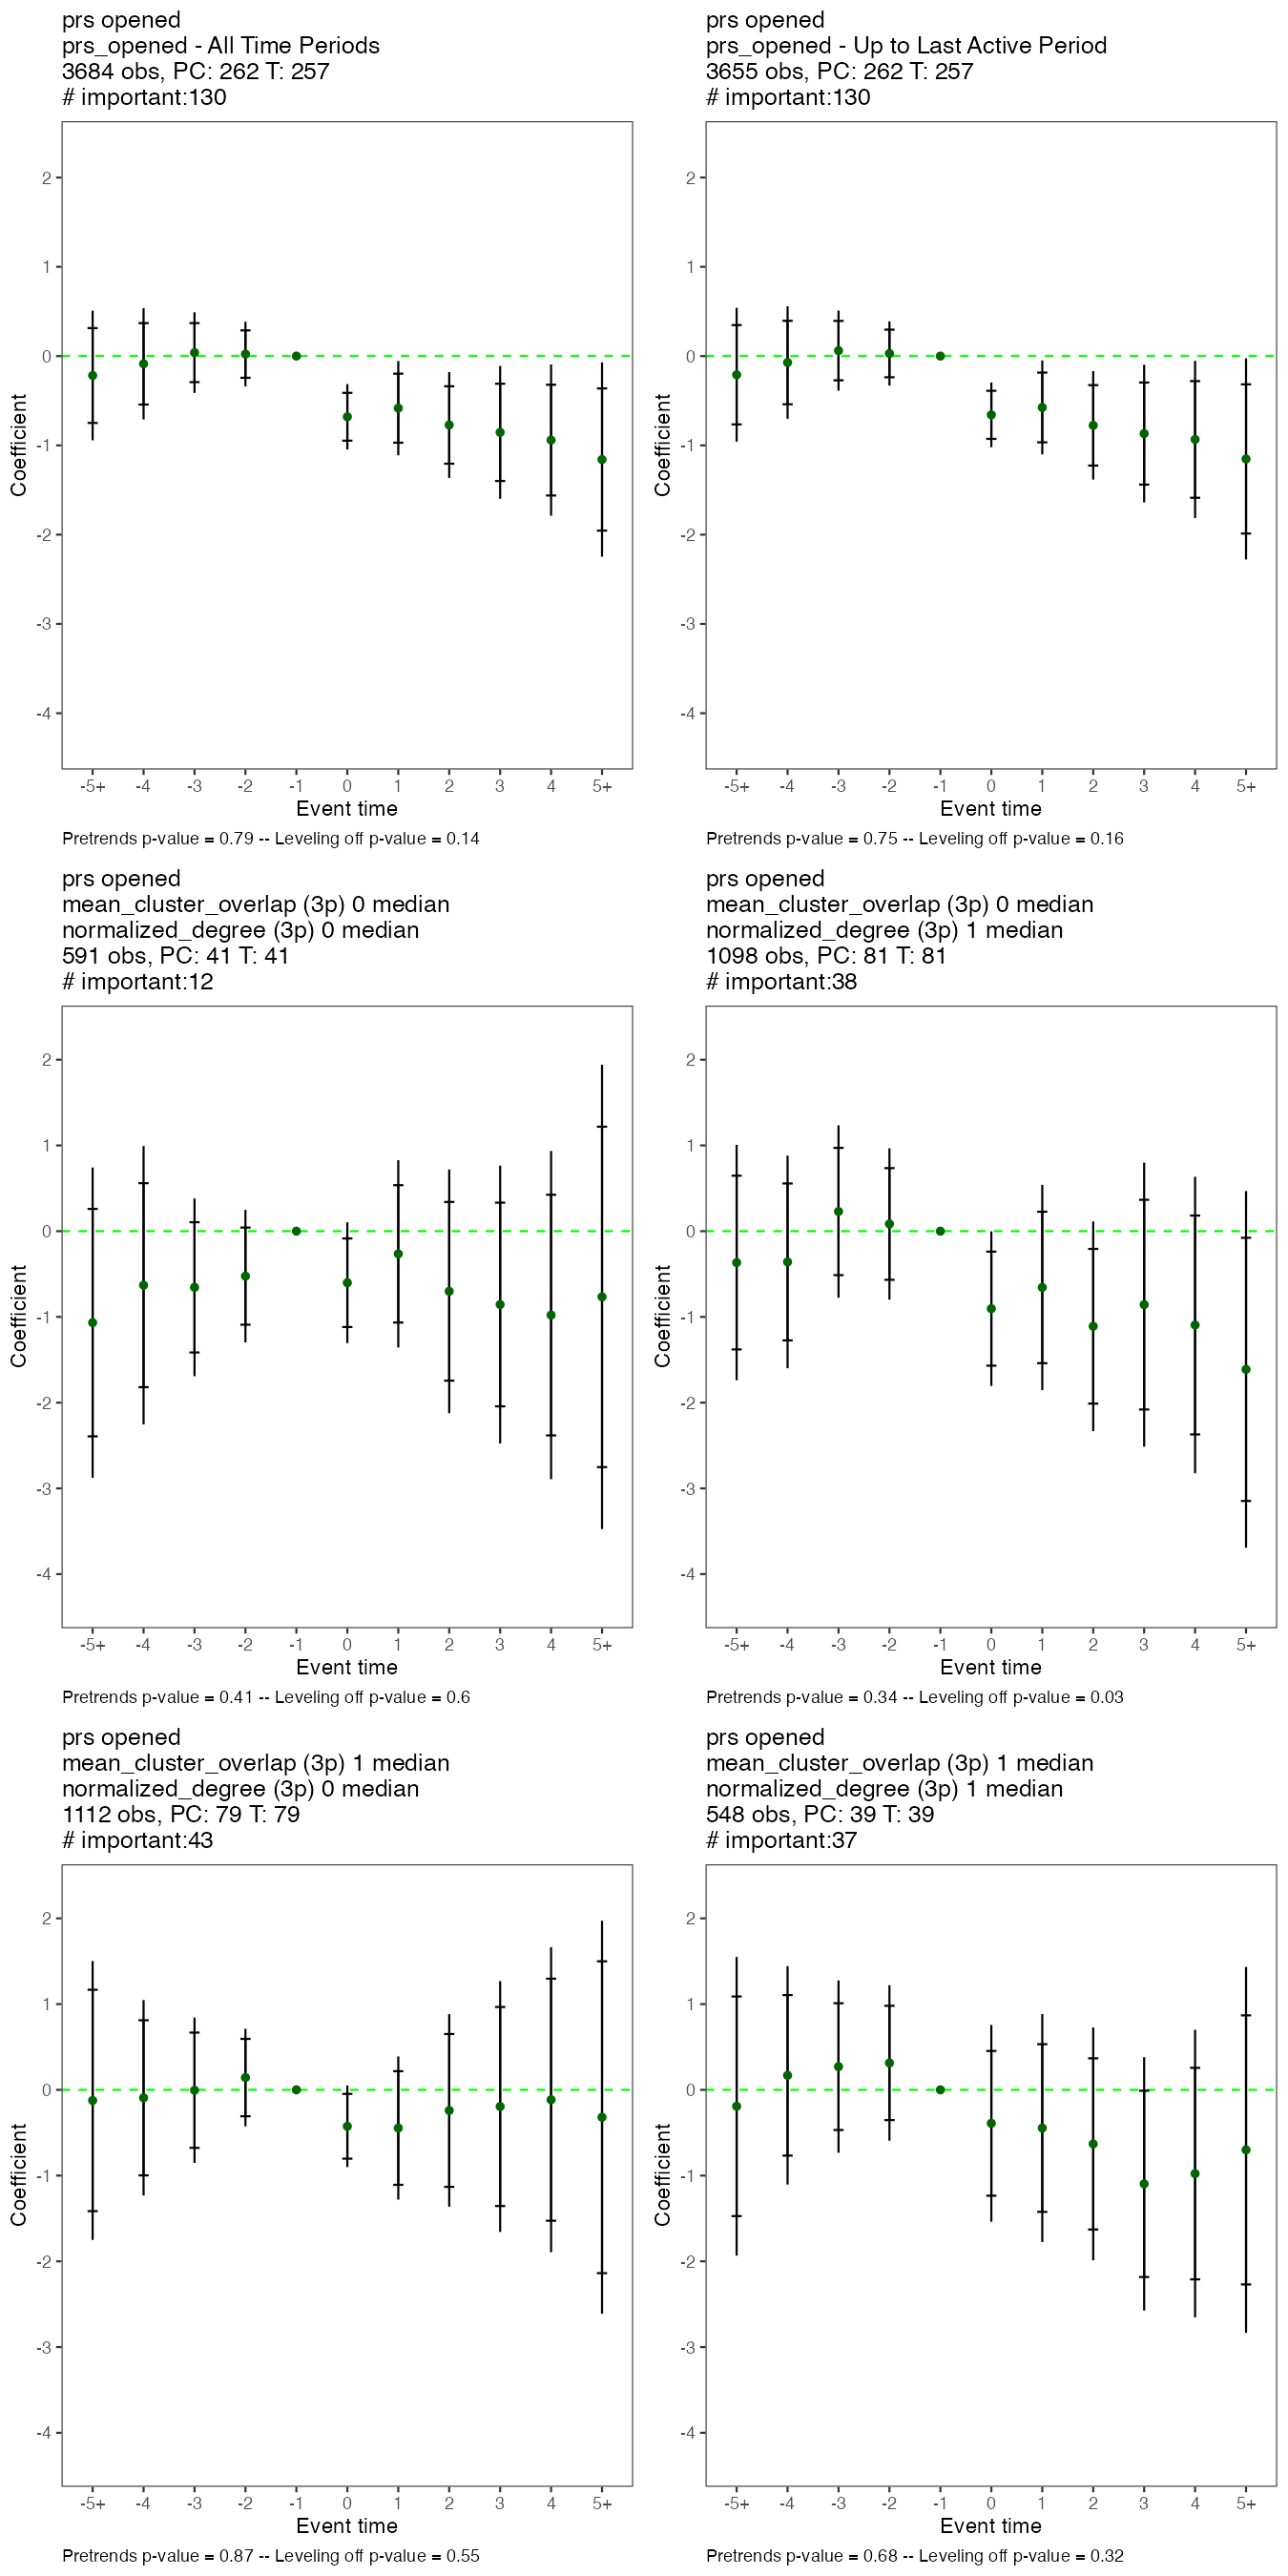 prs opened
prs_opened - All Time Periods
3684 obs, PC: 262 T: 257
# important:130
2
1
0
-1
-2
-3
-4
Coefficient
-5+ -4 -3 -2 -1 0 1 2 3 4 5+
Event time
Pretrends p-value = 0.79 -- Leveling off p-value = 0.14
prs opened
prs_opened - Up to Last Active Period
3655 obs, PC: 262 T: 257
# important:130
2
1
0
-1
-2
-3
-4
Coefficient
-5+ -4 -3 -2 -1 0 1 2 3 4 5+
Event time
Pretrends p-value = 0.75 -- Leveling off p-value = 0.16
prs opened
mean_cluster_overlap (3p) 0 median
normalized_degree (3p) 0 median
591 obs, PC: 41 T: 41
# important:12
2
1
0
-1
-2
-3
-4
Coefficient
-5+ -4 -3 -2 -1 0 1 2 3 4 5+
Event time
Pretrends p-value = 0.41 -- Leveling off p-value = 0.6
prs opened
mean_cluster_overlap (3p) 0 median
normalized_degree (3p) 1 median
1098 obs, PC: 81 T: 81
# important:38
2
1
0
-1
-2
-3
-4
Coefficient
-5+ -4 -3 -2 -1 0 1 2 3 4 5+
Event time
Pretrends p-value = 0.34 -- Leveling off p-value = 0.03
prs opened
mean_cluster_overlap (3p) 1 median
normalized_degree (3p) 0 median
1112 obs, PC: 79 T: 79
# important:43
2
1
0
-1
-2
-3
-4
Coefficient
-5+ -4 -3 -2 -1 0 1 2 3 4 5+
Event time
Pretrends p-value = 0.87 -- Leveling off p-value = 0.55
prs opened
mean_cluster_overlap (3p) 1 median
normalized_degree (3p) 1 median
548 obs, PC: 39 T: 39
# important:37
2
1
0
-1
-2
-3
-4
Coefficient
-5+ -4 -3 -2 -1 0 1 2 3 4 5+
Event time
Pretrends p-value = 0.68 -- Leveling off p-value = 0.32